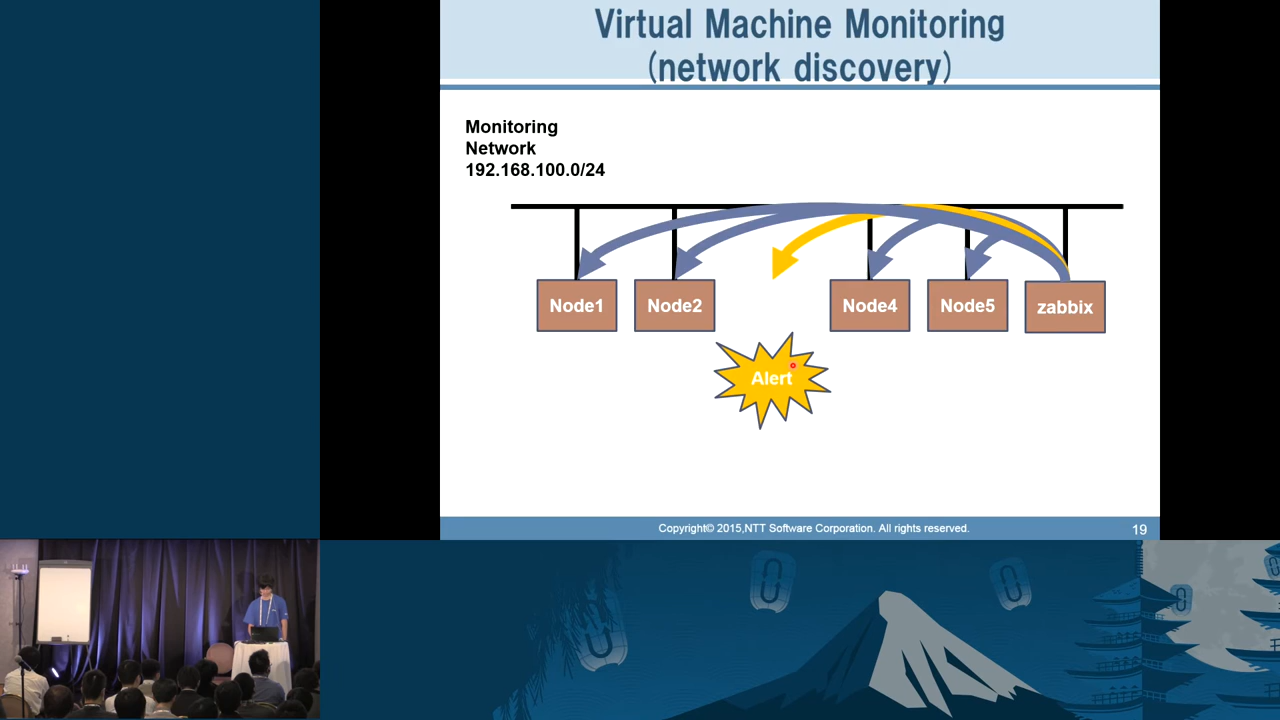 Virtual Machine Monitoring
(network discovery)
Monitoring
Network
192.168.100.0/24
Node1
Node2
Node4
Node5
zabbix
Alert
Copyright© 2015,NTT Software Corporation. All rights reserved.
19